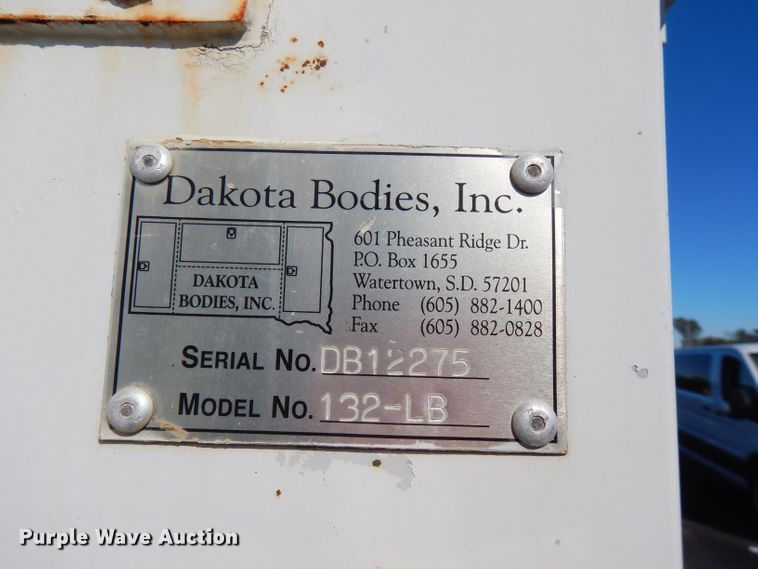 Dakota Bodies, Inc.
DAKOTA
BODIES, INC.
601 Pheasant Ridge Dr.
P.O. Box 1655
Watertown, S.D. 57201
Phone (605) 882-1400
Fax (605) 882-0828
SERIAL NO. DB12275
MODEL NO. 132-LB
Purple Wave Auction